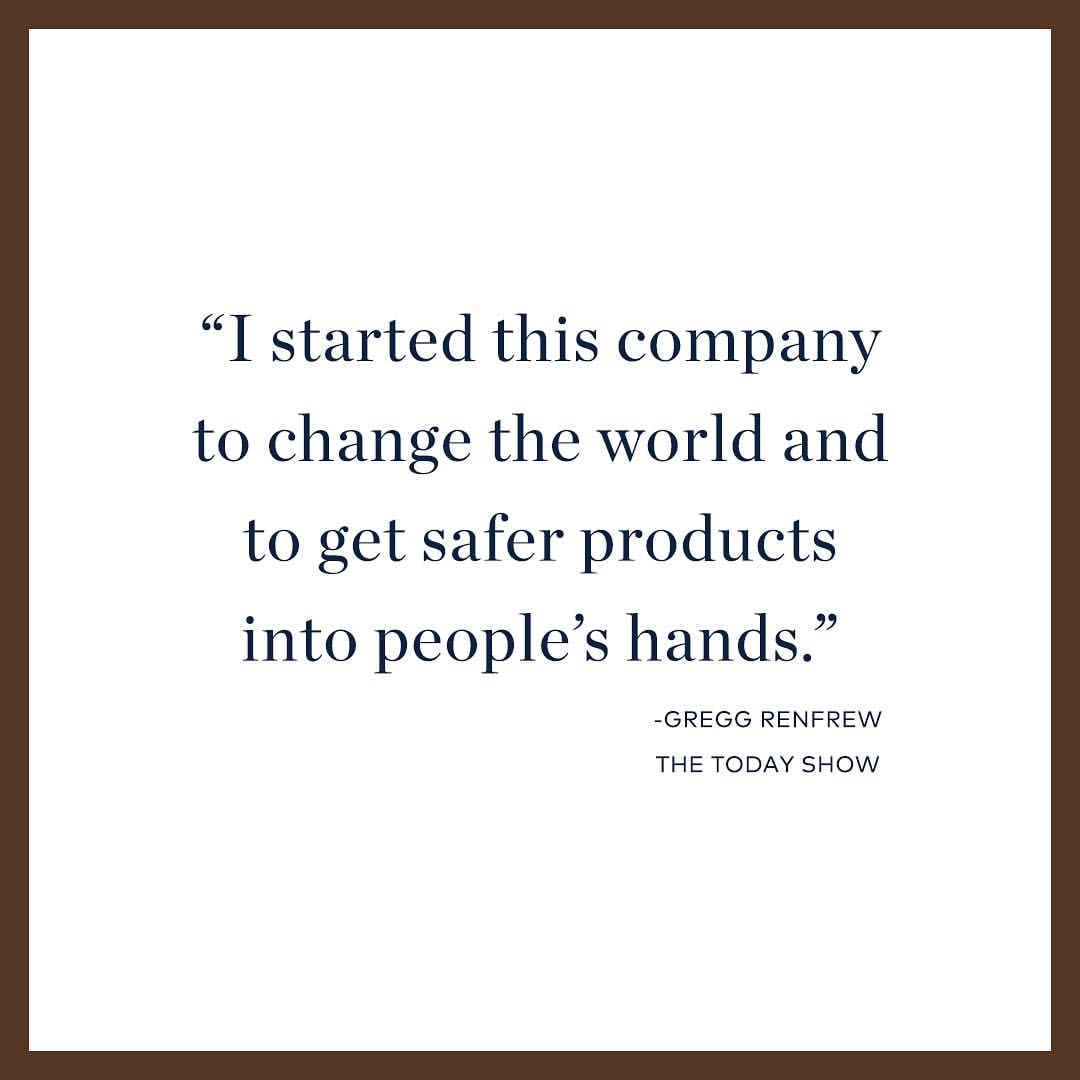 “I started this company
to change the world and
to get safer products
into people’s hands.”
-GREGG RENFREW
THE TODAY SHOW